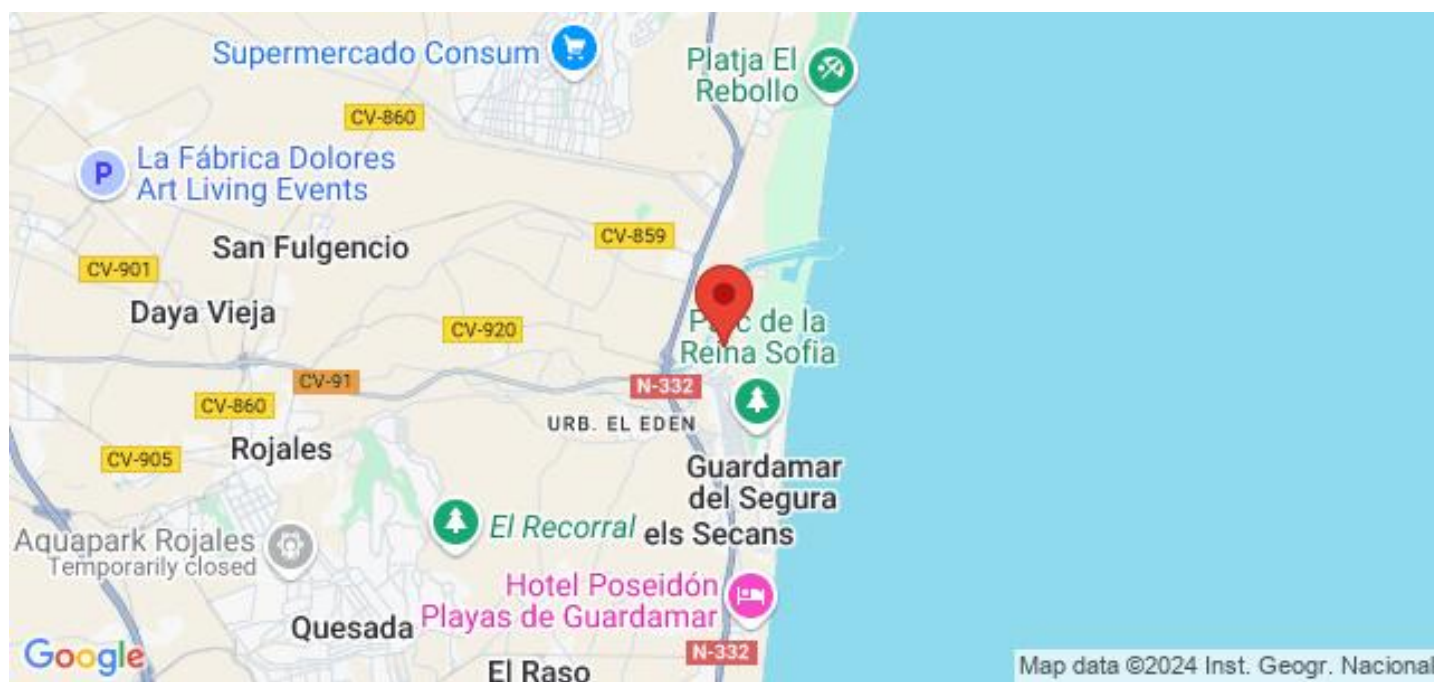 Supermercado Consum
Platja El
Rebollo
CV-860
La Fábrica Dolores
Art Living Events
P
San Fulgencio
CV-859
CV-901
Daya Vieja
CV-920
Parc de la
Reina Sofia
CV-91
N-332
CV-860
URB. EL EDEN
Rojales
CV-905
Guardamar
del Segura
El Recorral
els Secans
Aquapark Rojales
Temporarily closed
Hotel Poseidón
Playas de Guardamar
Quesada
N-332
El Raso
Google
Map data ©2024 Inst. Geogr. Nacional